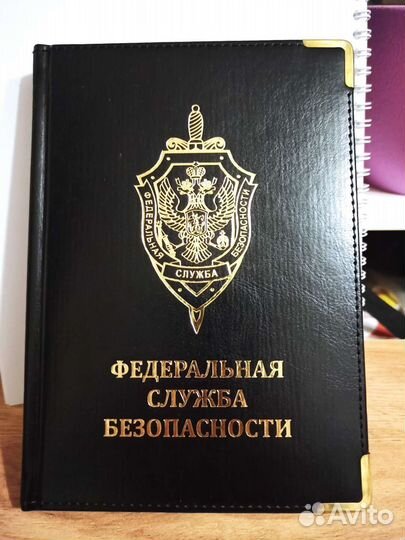 ФЕДЕРАЛЬНАЯ
СЛУЖБА
БЕЗОПАСНОСТИ
ФЕДЕРАЛЬНАЯ
СЛУЖБА
БЕЗОПАСНОСТИ
Avito